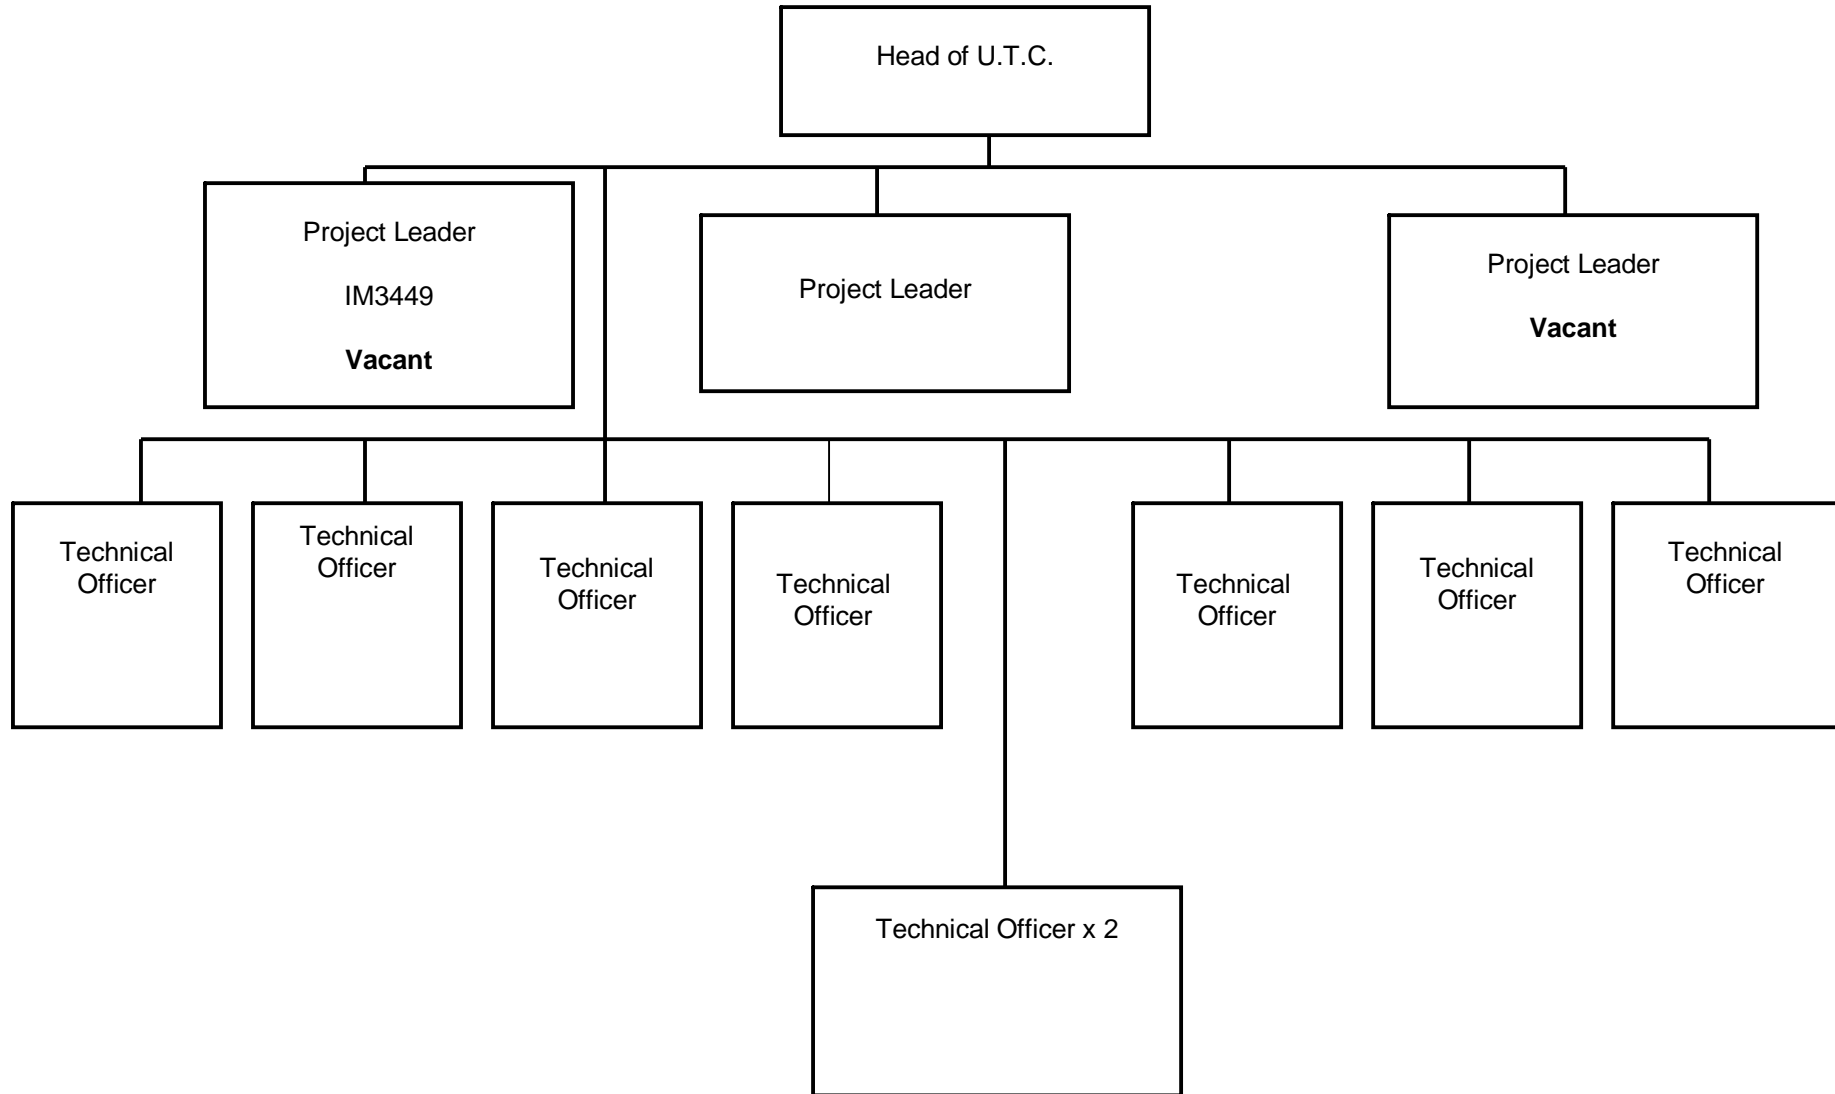 Head of U.T.C.
Project Leader
IM3449
Vacant
Project Leader
Project Leader
Vacant
Technical
Officer
Technical
Officer
Technical
Officer
Technical
Officer
Technical
Officer
Technical
Officer
Technical
Officer
Technical Officer x 2